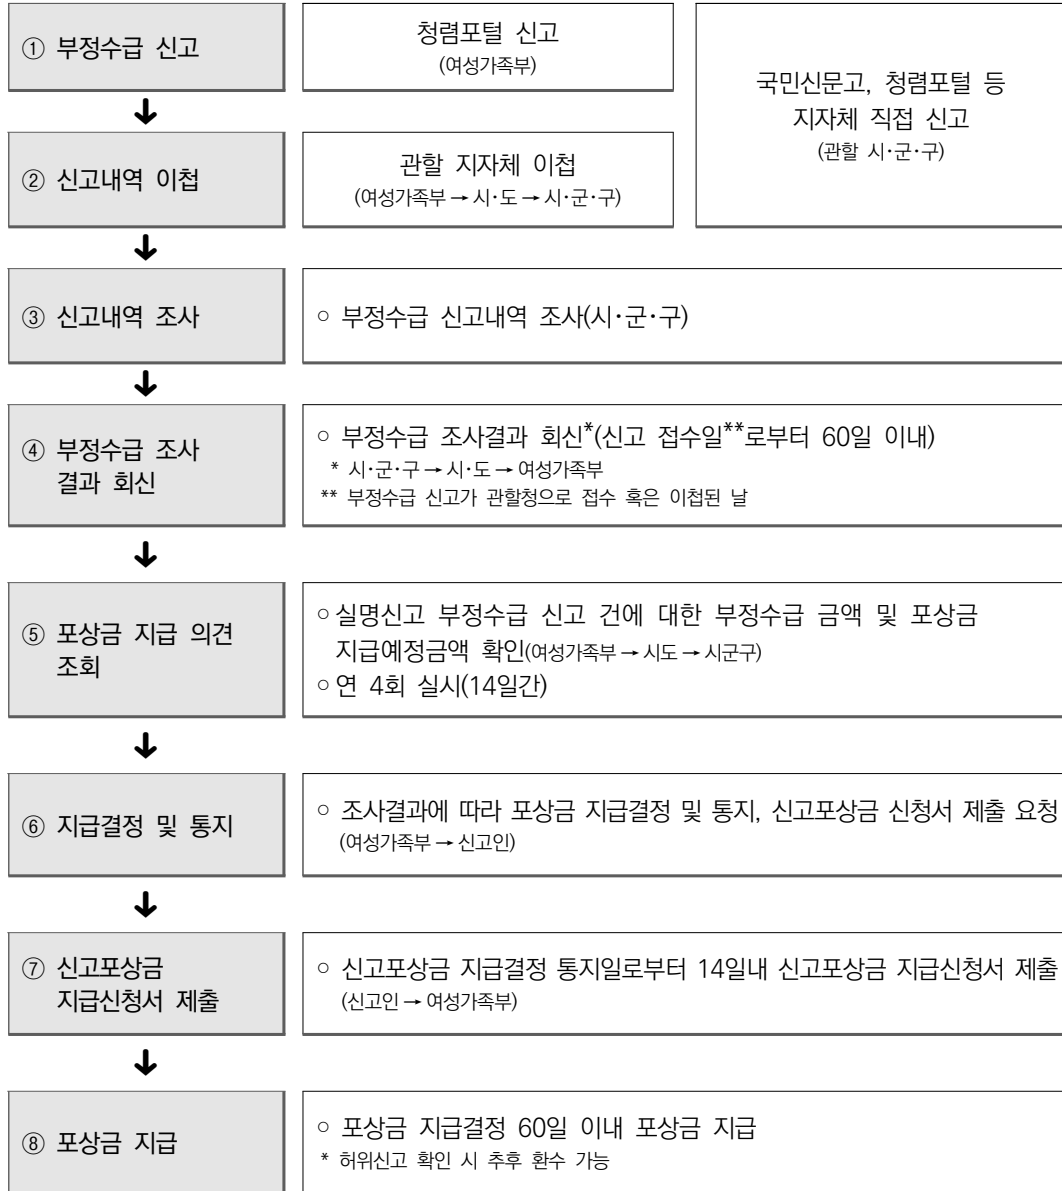 ① 부정수급 신고
청렴포털 신고
(여성가족부)
국민신문고, 청렴포털 등
지자체 직접 신고
(관할 시·군·구)
② 신고내역 이첩
관할 지자체 이첩
(여성가족부 → 시·도 → 시·군·구)
③ 신고내역 조사
○ 부정수급 신고내역 조사(시·군·구)
④ 부정수급 조사
결과 회신
○ 부정수급 조사결과 회신*(신고 접수일**로부터 60일 이내)
* 시·군·구 → 시·도 → 여성가족부
** 부정수급 신고가 관할청으로 접수 혹은 이첩된 날
⑤ 포상금 지급 의견
조회
○ 실명신고 부정수급 신고 건에 대한 부정수급 금액 및 포상금
지급예정금액 확인(여성가족부 → 시도 → 시군구)
○ 연 4회 실시(14일간)
⑥ 지급결정 및 통지
○ 조사결과에 따라 포상금 지급결정 및 통지, 신고포상금 신청서 제출 요청
(여성가족부 → 신고인)
⑦ 신고포상금
지급신청서 제출
○ 신고포상금 지급결정 통지일로부터 14일내 신고포상금 지급신청서 제출
(신고인 → 여성가족부)
⑧ 포상금 지급
○ 포상금 지급결정 60일 이내 포상금 지급
* 허위신고 확인 시 추후 환수 가능